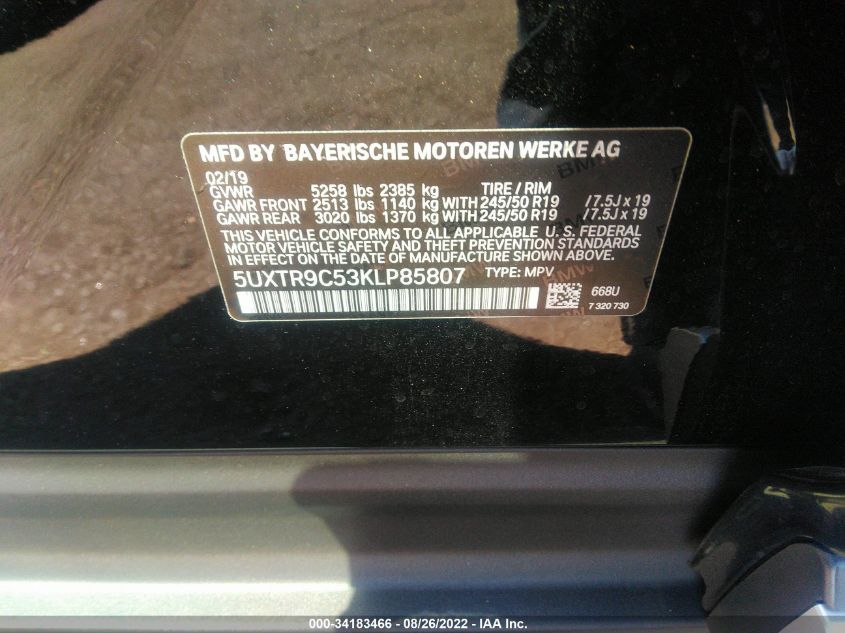 MFD BY BAYERISCHE MOTOREN WERKE AG
02/19
GVWR 5258 lbs 2385 kg TIRE / RIM
GAWR FRONT 2513 lbs 1140 kg WITH 245/50 R19 / 7.5J x 19
GAWR REAR 3020 lbs 1370 kg WITH 245/50 R19 / 7.5J x 19
THIS VEHICLE CONFORMS TO ALL APPLICABLE U. S. FEDERAL
MOTOR VEHICLE SAFETY AND THEFT PREVENTION STANDARDS
IN EFFECT ON THE DATE OF MANUFACTURE SHOWN ABOVE.
5UXTR9C53KLP85807 TYPE: MPV
668U
7 320 730
000-34183466 - 08/26/2022 - IAA Inc.